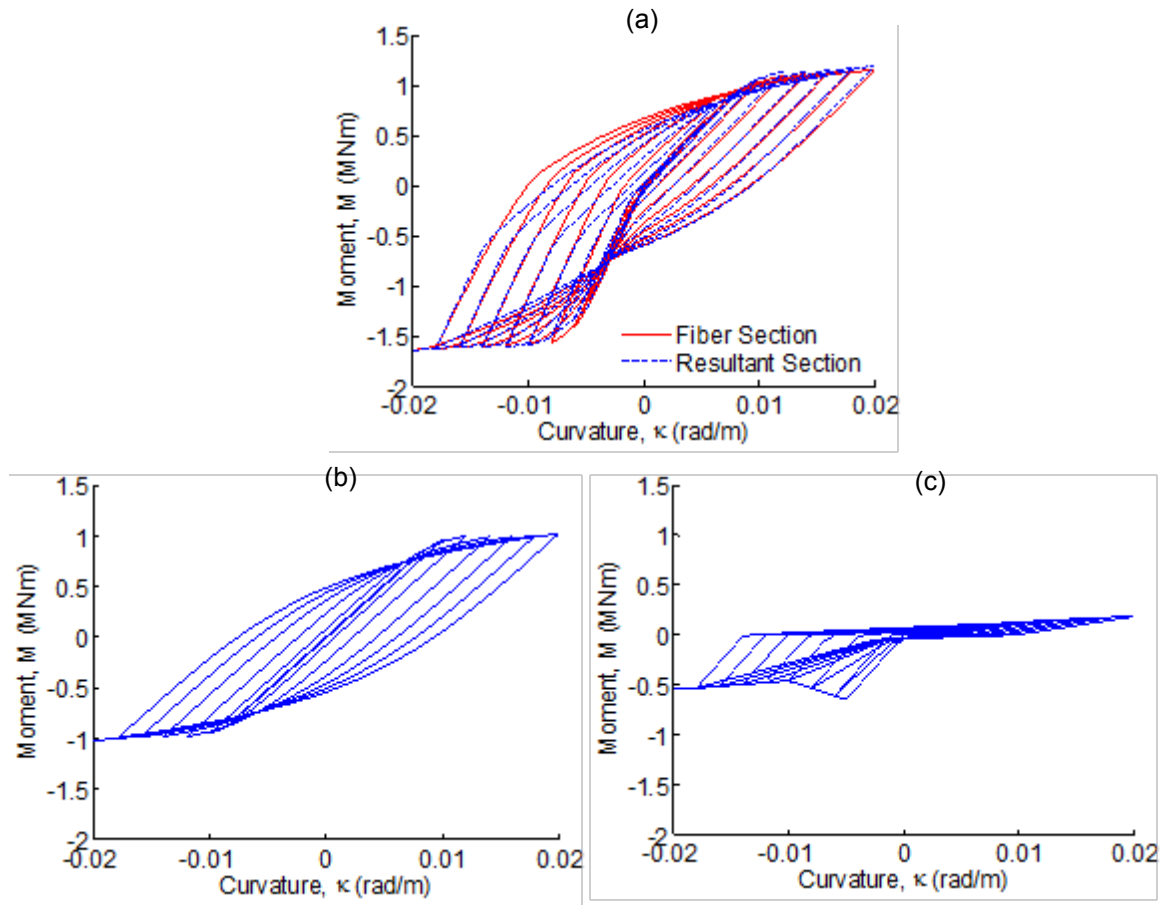 (a)
1.5
1
0.5
0
-0.5
-1
-1.5
-2
Moment, M (MNm)
Fiber Section
Resultant Section
-0.02 -0.01 0 0.01 0.02
Curvature, κ (rad/m)
(b)
1.5
1
0.5
0
-0.5
-1
-1.5
-2
Moment, M (MNm)
-0.02 -0.01 0 0.01 0.02
Curvature, κ (rad/m)
(c)
1.5
1
0.5
0
-0.5
-1
-1.5
-2
Moment, M (MNm)
-0.02 -0.01 0 0.01 0.02
Curvature, κ (rad/m)